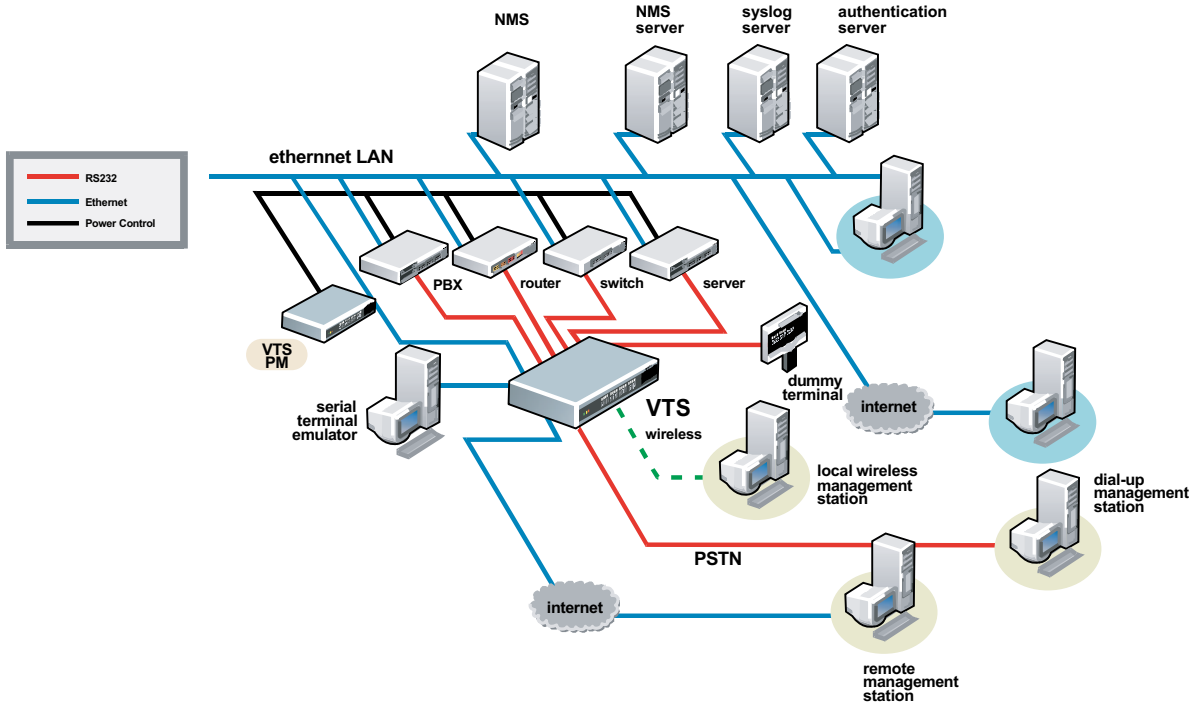 NMS
NMS
server
syslog
server
authentication
server
ethernnet LAN
RS232
Ethernet
Power Control
PBX
router
switch
server
VTS
PM
serial
terminal
emulator
VTS
wireless
dummy
terminal
internet
local wireless
management
station
dial-up
management
station
PSTN
internet
remote
management
station